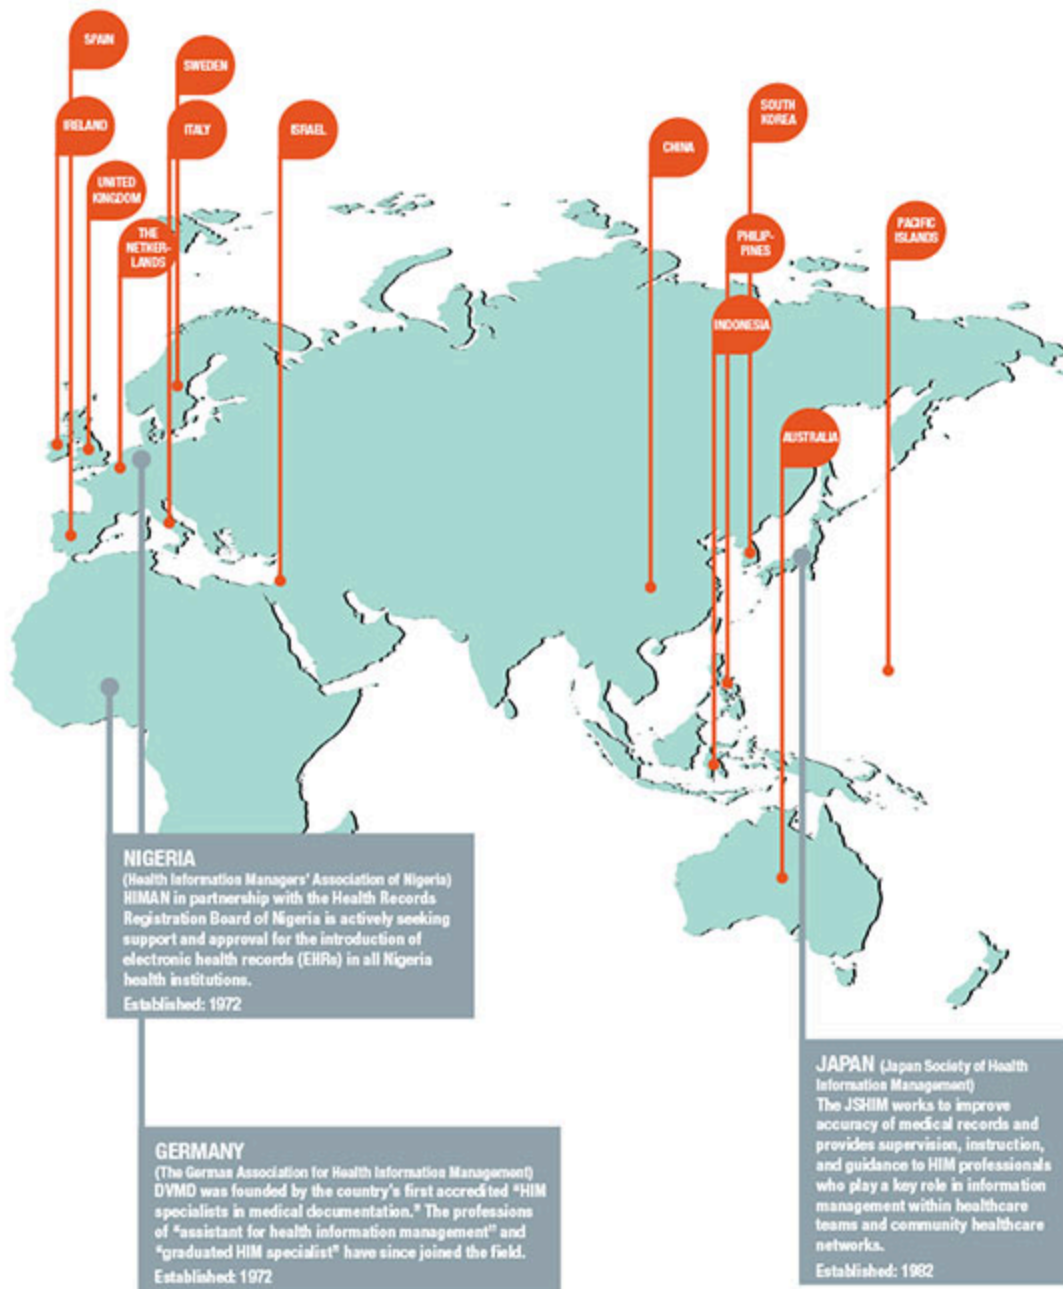 SPAIN
SWEDEN
IRELAND
ITALY
ISRAEL
UNITED
KINGDOM
THE
NETHER-
LANDS
CHINA
SOUTH
KOREA
PHILIP-
PINES
PACIFIC
ISLANDS
INDONESIA
AUSTRALIA
NIGERIA
(Health Information Managers' Association of Nigeria)
HIMAN in partnership with the Health Records
Registration Board of Nigeria is actively seeking
support and approval for the introduction of
electronic health records (EHRs) in all Nigeria
health institutions.
Established: 1972
GERMANY
(The German Association for Health Information Management)
DVMD was founded by the country's first accredited "HIM
specialists in medical documentation." The professions
of "assistant for health information management" and
"graduated HIM specialist" have since joined the field.
Established: 1972
JAPAN (Japan Society of Health
Information Management)
The JSHIM works to improve
accuracy of medical records and
provides supervision, instruction,
and guidance to HIM professionals
who play a key role in information
management within healthcare
teams and community healthcare
networks.
Established: 1982